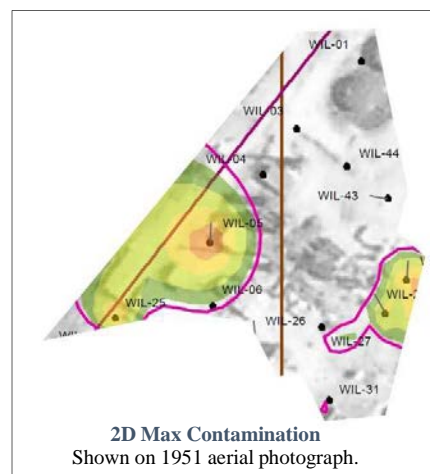 WIL-01
WIL-03
WIL-04
WIL-44
WIL-43
WIL-05
WIL-06
WIL-25
WIL-26
WIL-27
WIL-31
2D Max Contamination
Shown on 1951 aerial photograph.